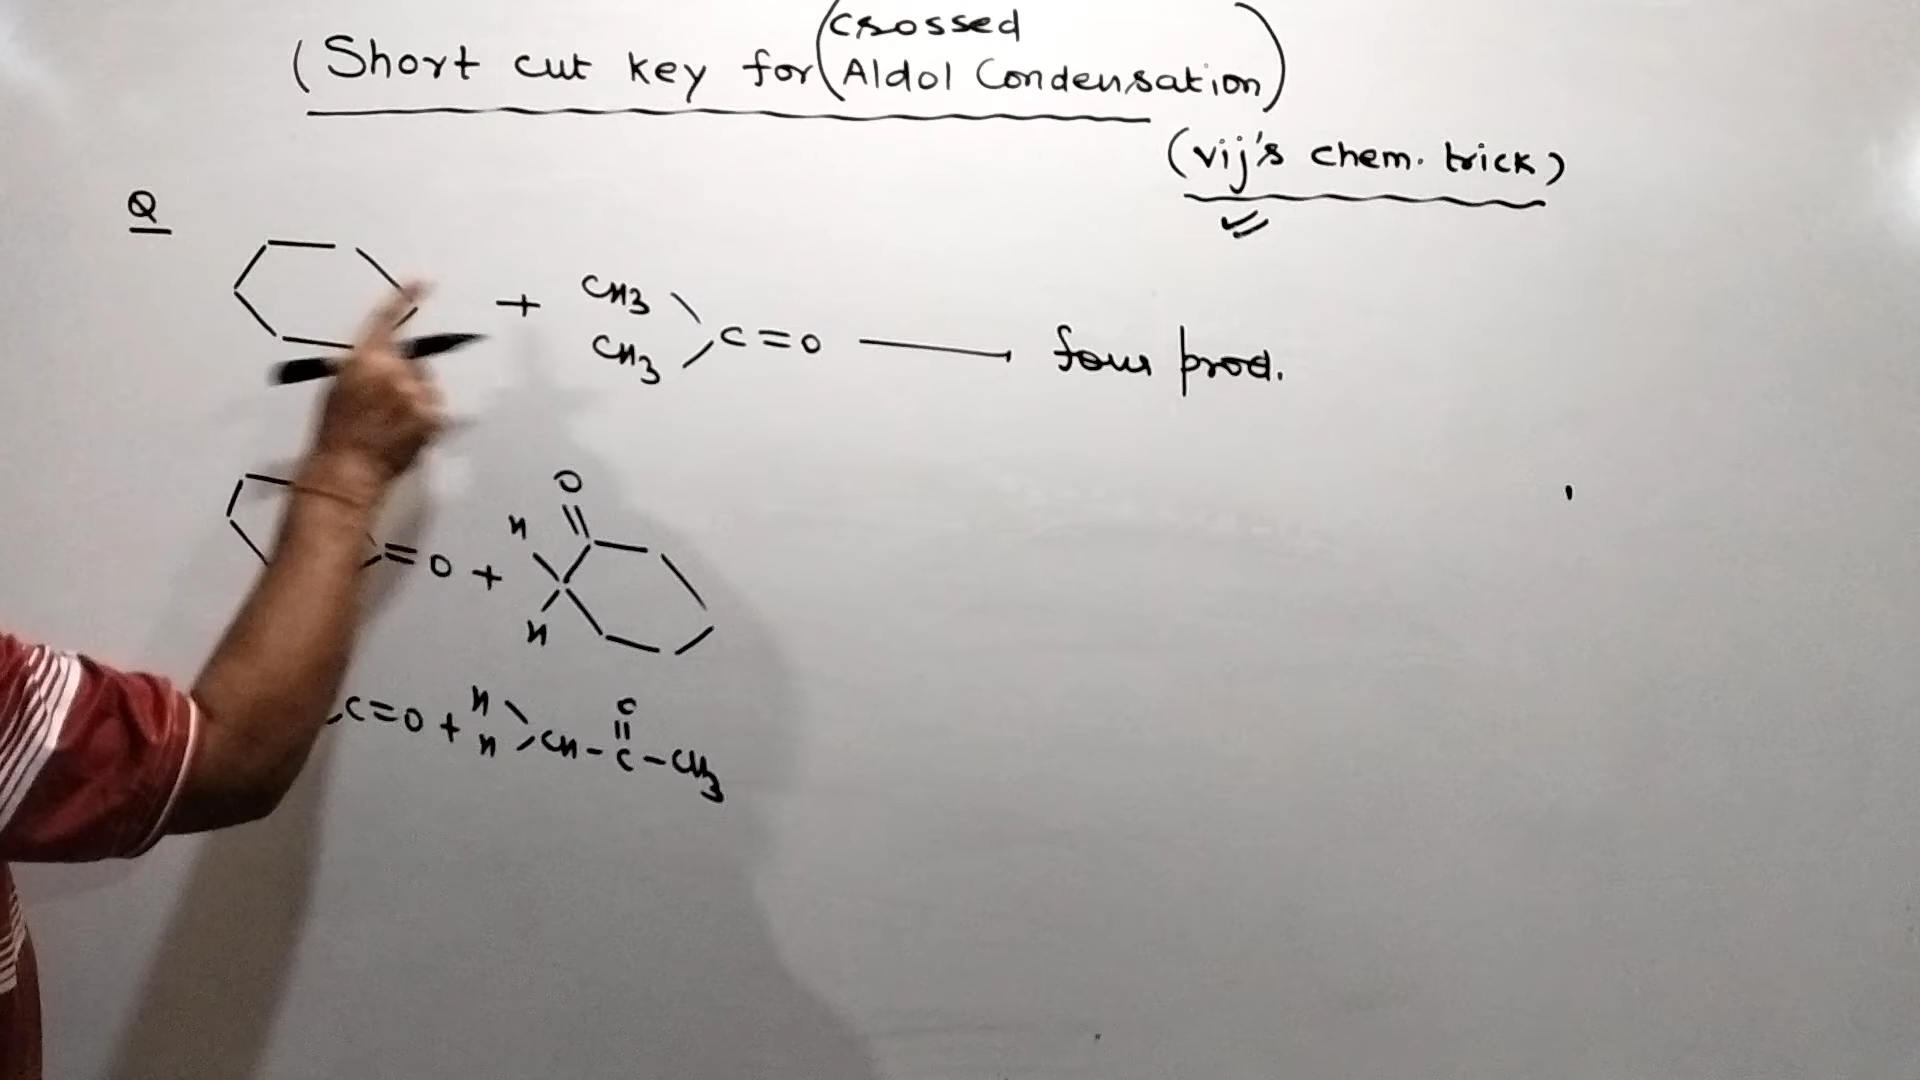 (Short cut key for (crossed
Aldol Condensation)
(vij's chem. trick)
Q
+ CH3
CH3 C=O four prod.
=O + H H O
C=O + H H CH-C-CH3
O